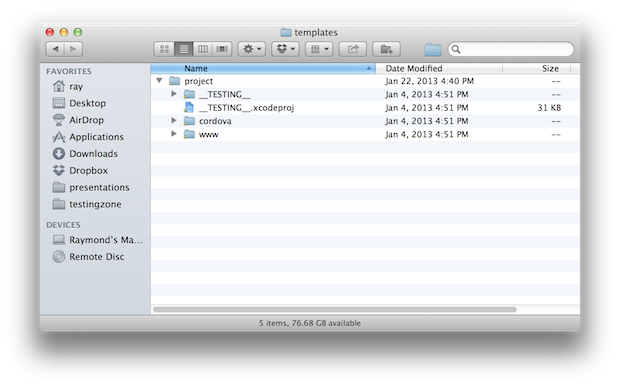 templates
Name Date Modified Size
FAVORITES
ray
Desktop
AirDrop
Applications
Downloads
Dropbox
presentations
testingzone
DEVICES
Raymond's Ma...
Remote Disc
project Jan 22, 2013 4:40 PM --
__TESTING__ Jan 4, 2013 4:51 PM --
__TESTING__.xcodeproj Jan 4, 2013 4:51 PM 31 KB
cordova Jan 4, 2013 4:51 PM --
www Jan 4, 2013 4:51 PM --
5 items, 76.68 GB available